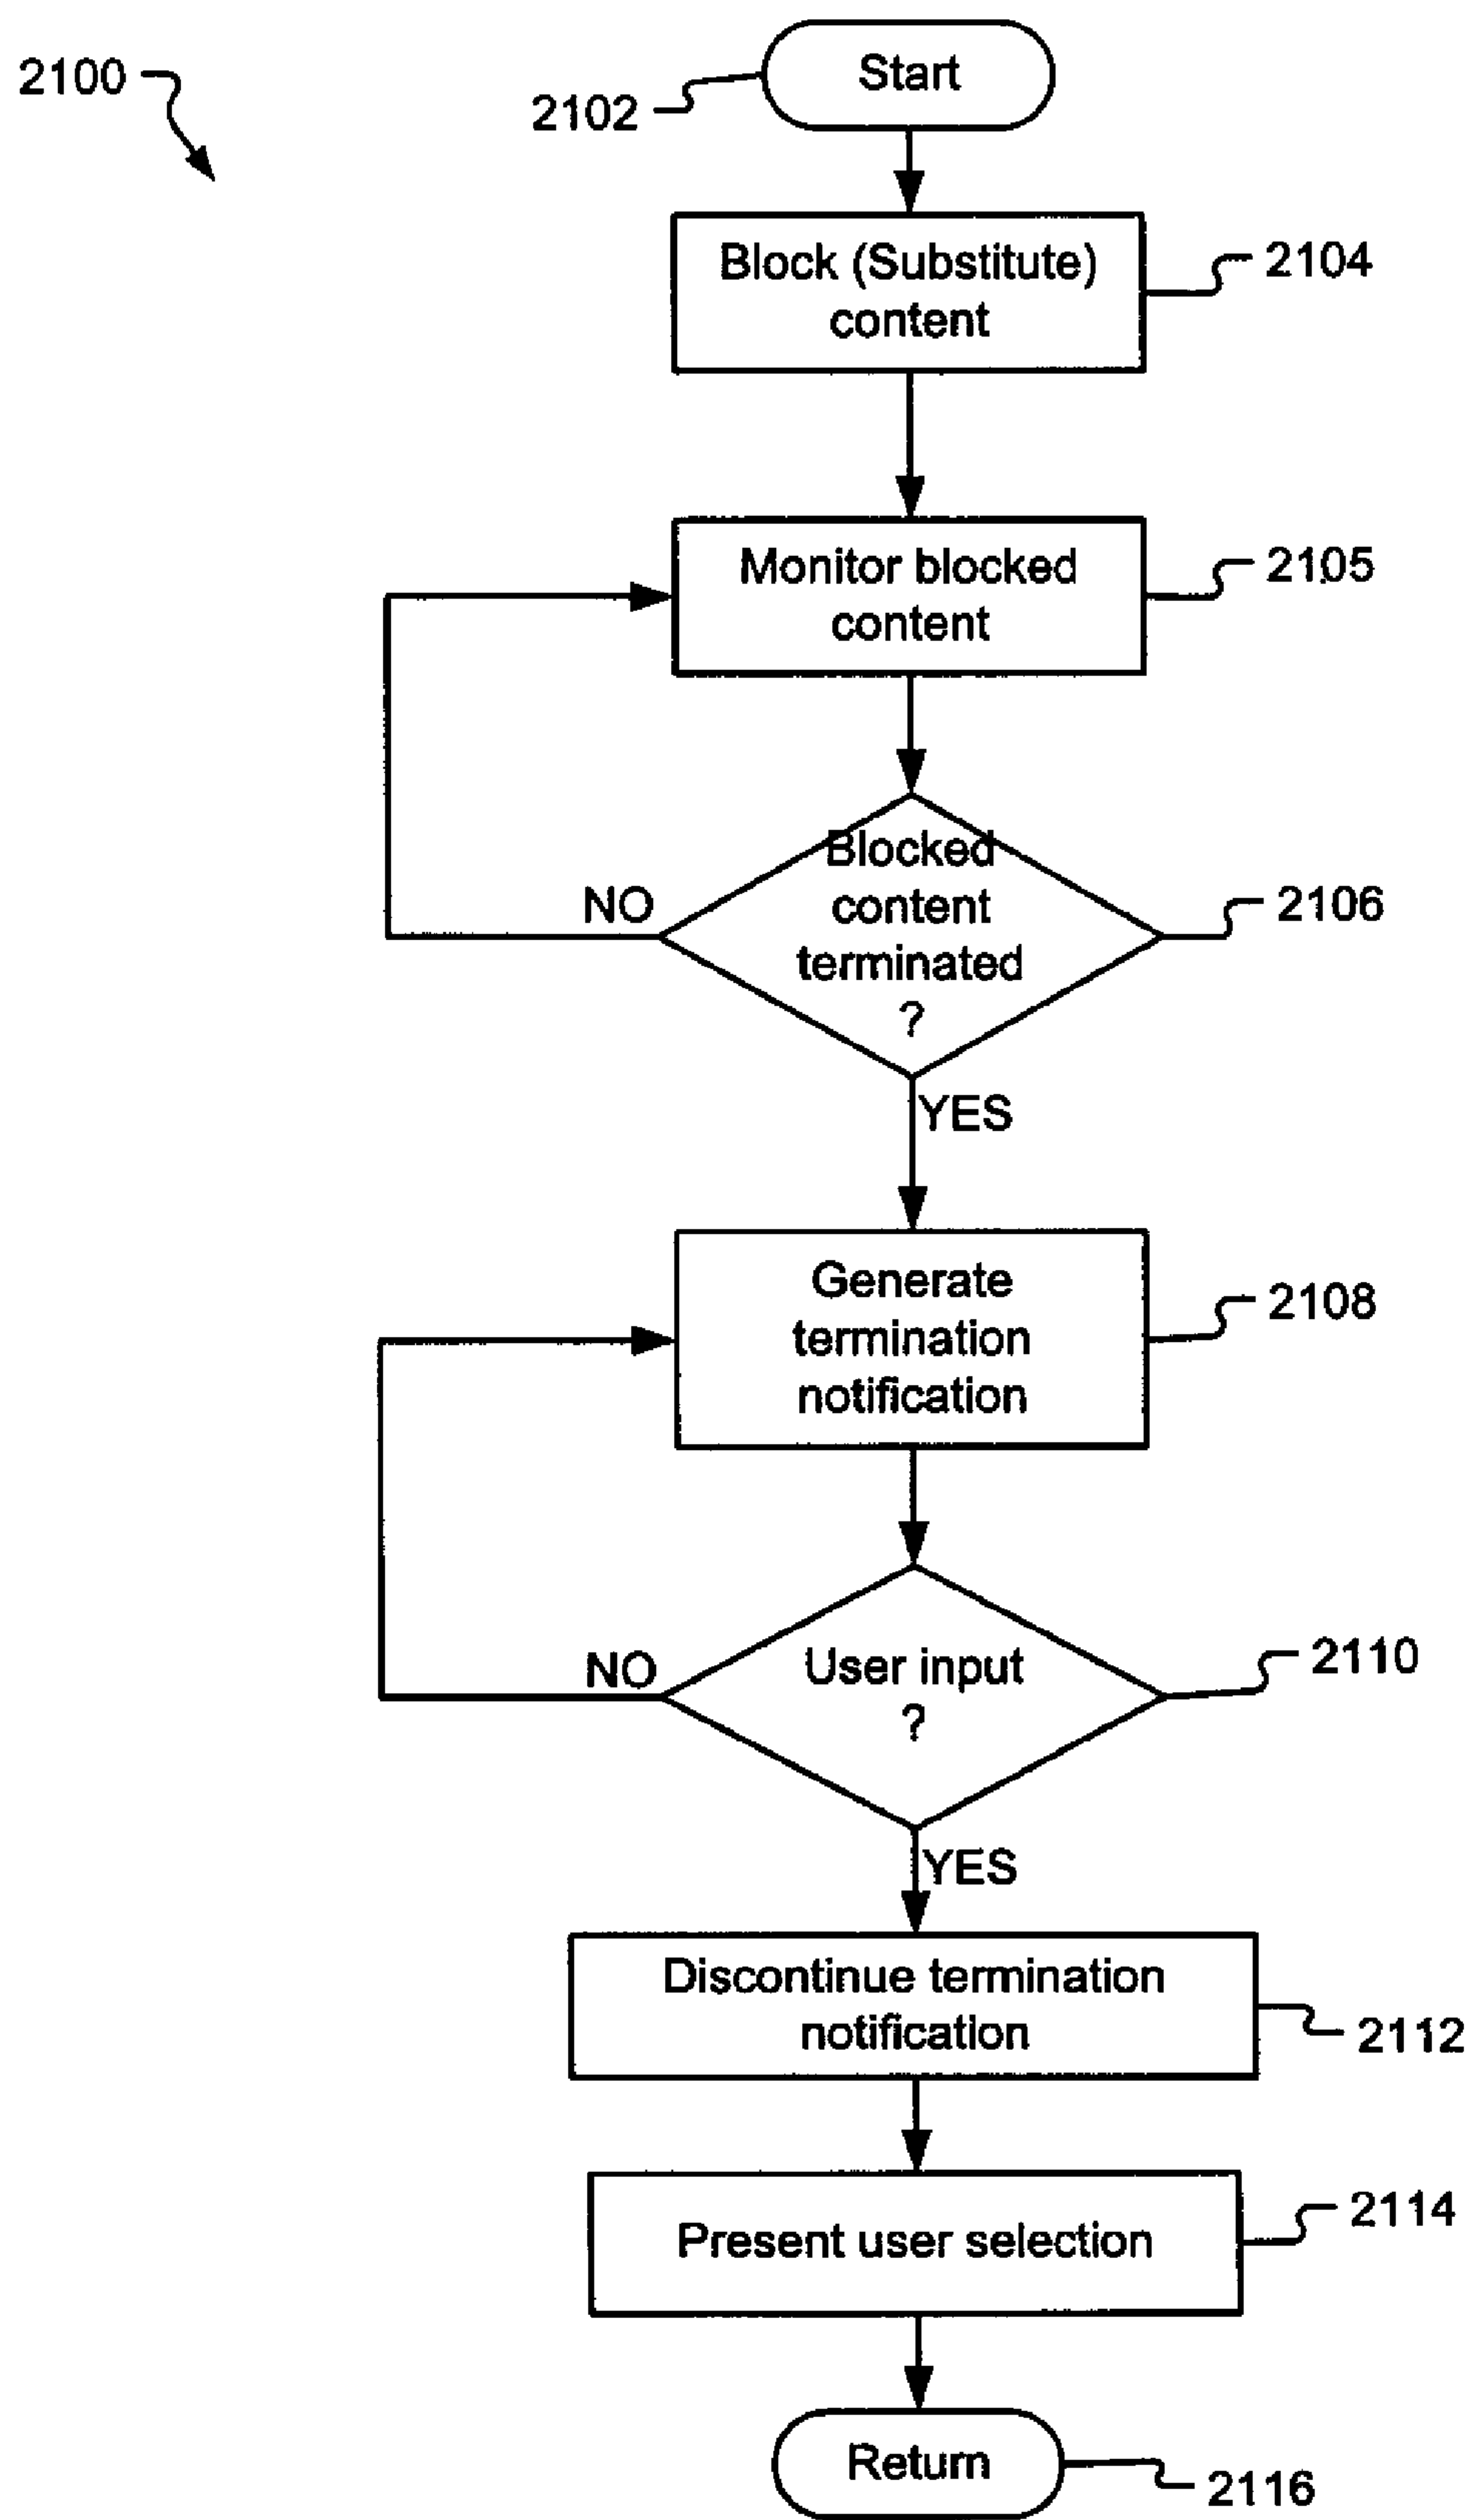 2100
Start
2102
Block (Substitute)
content
2104
Monitor blocked
content
2105
Blocked
content
terminated
?
NO
2106
YES
Generate
termination
notification
2108
User input
?
NO
2110
YES
Discontinue termination
notification
2112
Present user selection
2114
Return
2116